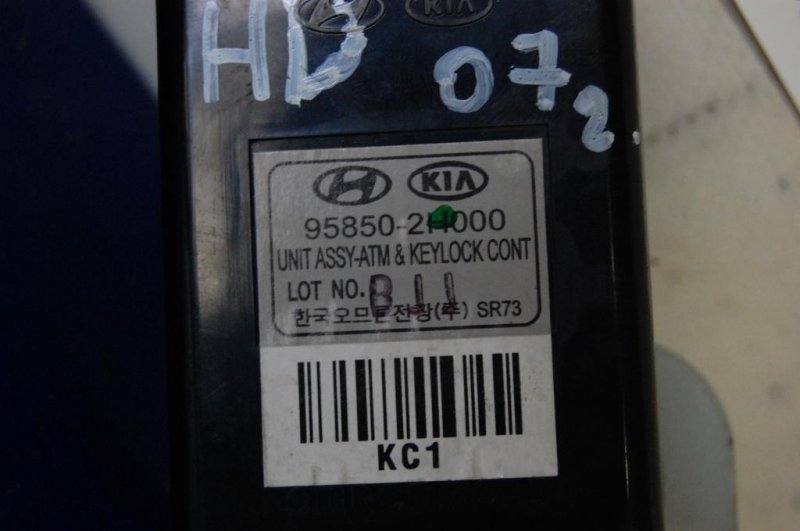 KIA
HD
07₂
KIA
95850-2H000
UNIT ASSY-ATM & KEYLOCK CONT
LOT NO. B11
한국오므론전장(주) SR73
KC1